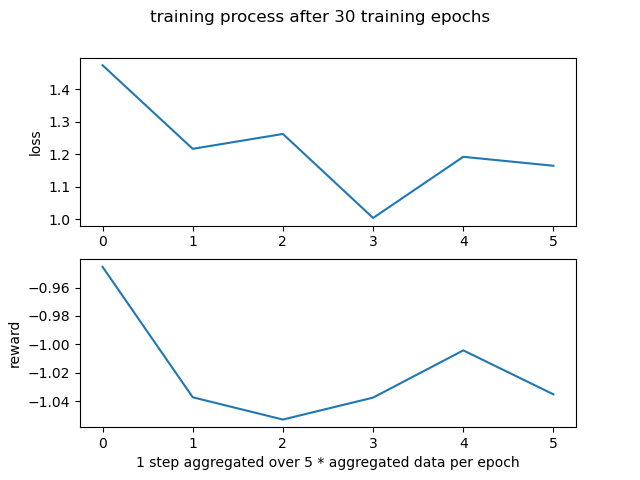 training process after 30 training epochs
1.4
1.3
1.2
1.1
1.0
loss
0 1 2 3 4 5
−0.96
−0.98
−1.00
−1.02
−1.04
reward
0 1 2 3 4 5
1 step aggregated over 5 * aggregated data per epoch